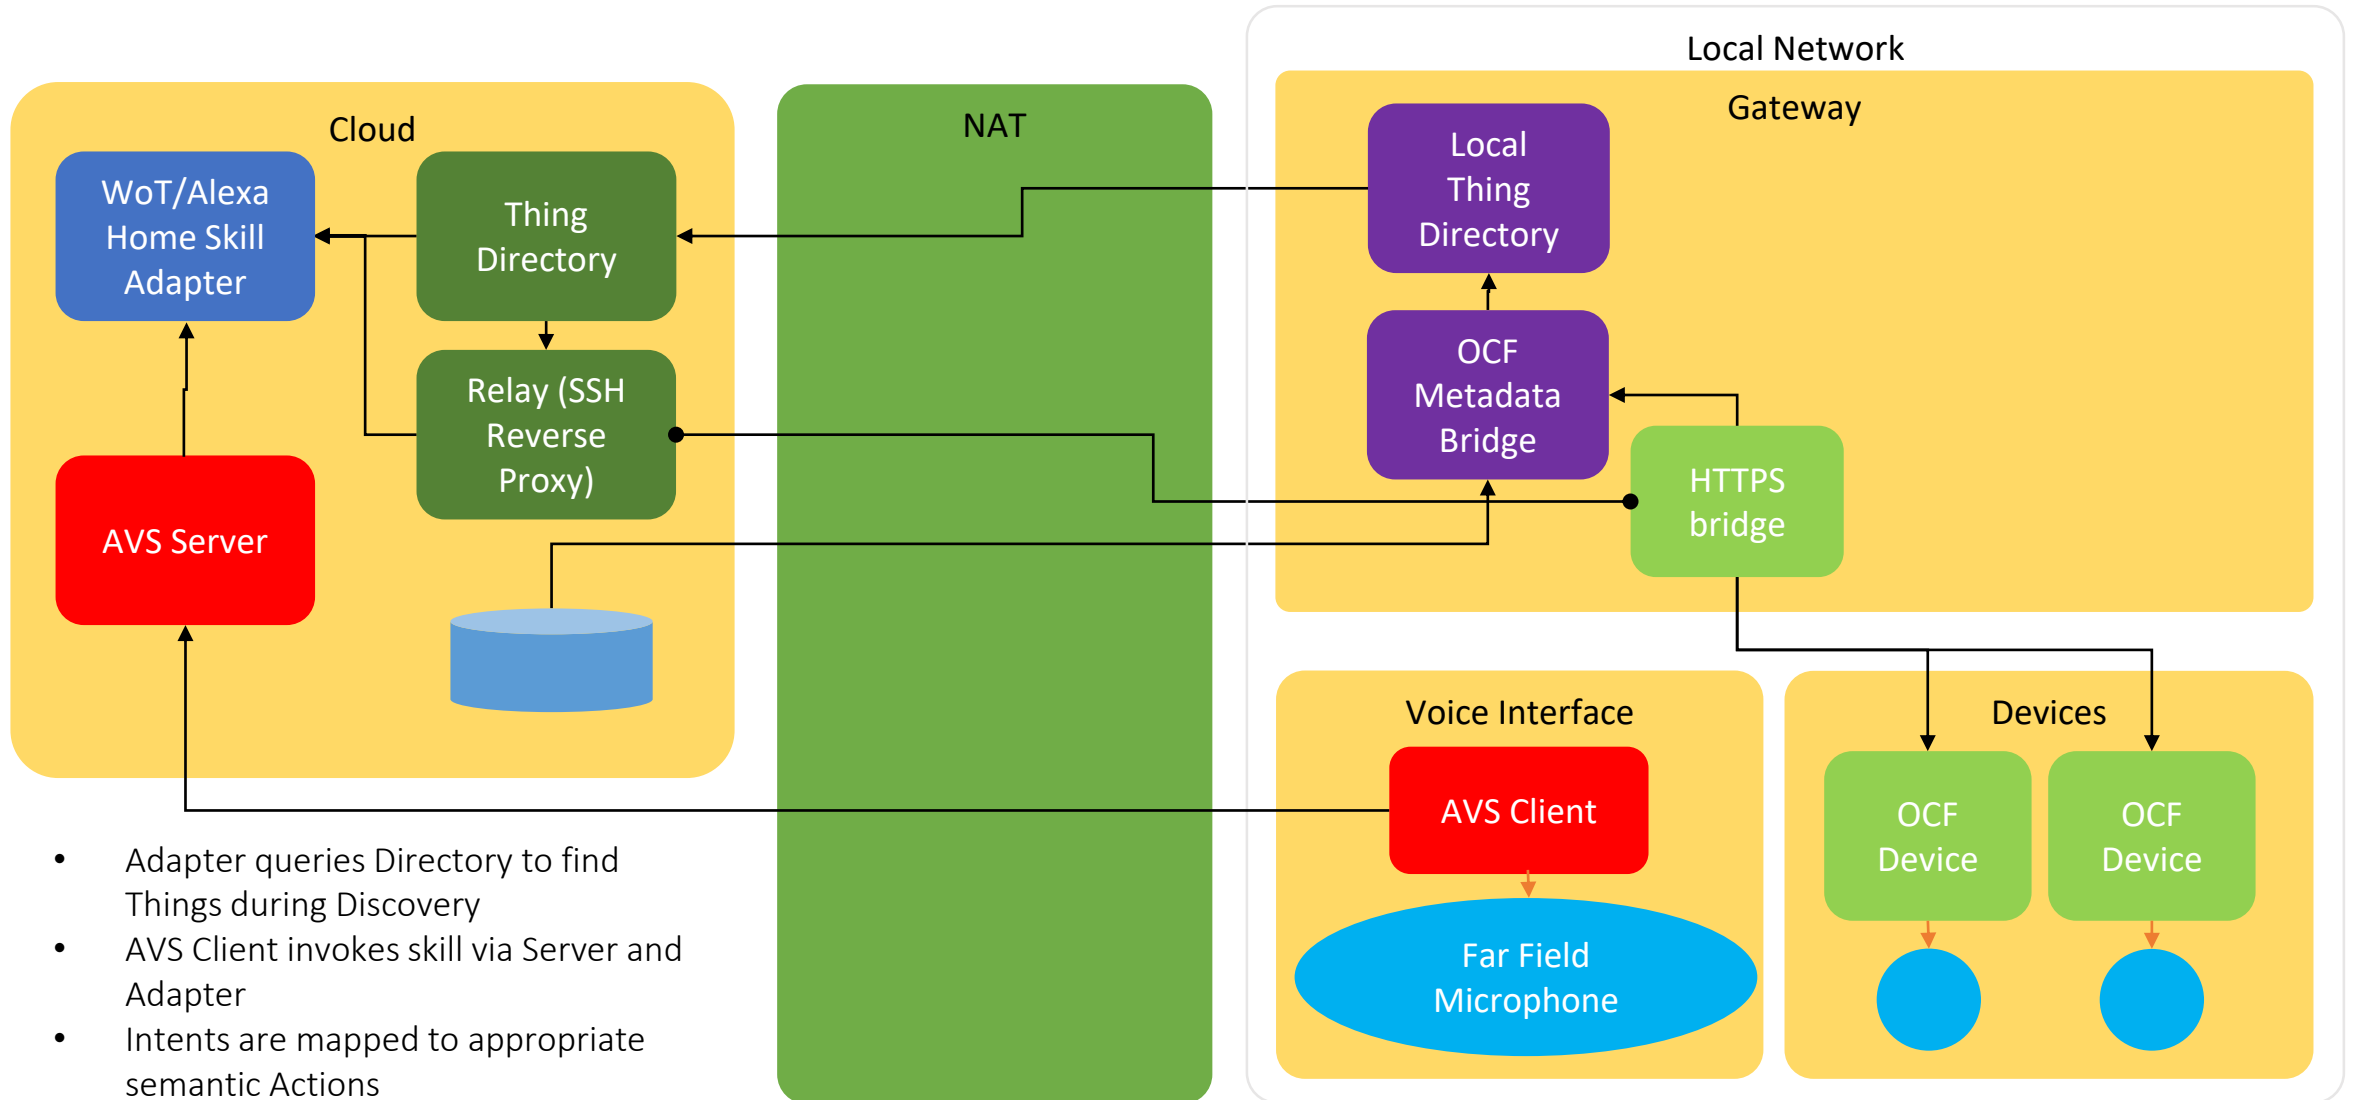 Local Network
Gateway
Cloud
NAT
WoT/Alexa
Home Skill
Adapter
Thing
Directory
Local
Thing
Directory
Relay (SSH
Reverse
Proxy)
OCF
Metadata
Bridge
HTTPS
bridge
AVS Server
Voice Interface
Devices
AVS Client
OCF
Device
OCF
Device
Far Field
Microphone
• Adapter queries Directory to find
Things during Discovery
• AVS Client invokes skill via Server and
Adapter
• Intents are mapped to appropriate
semantic Actions